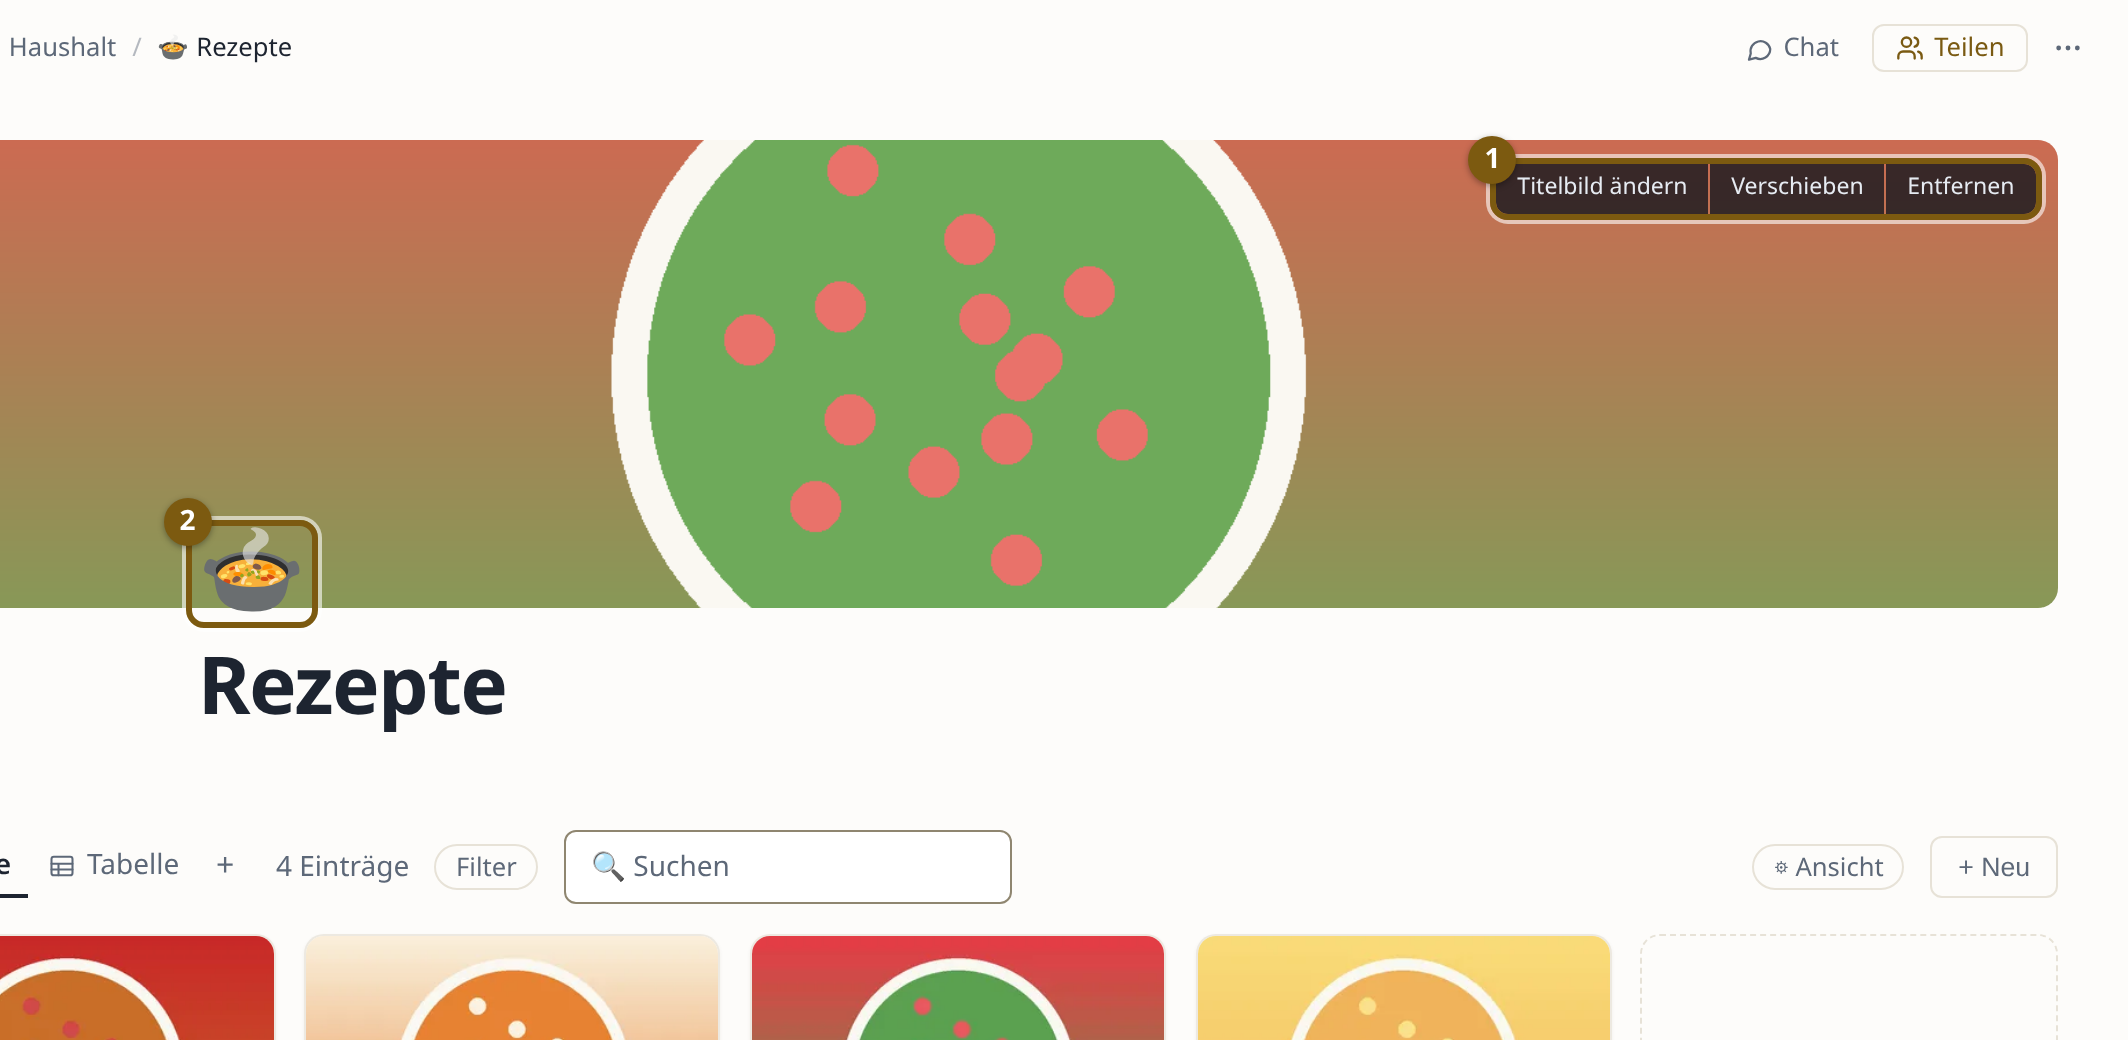 Haushalt / Rezepte
Chat
Teilen
1
Titelbild ändern
Verschieben
Entfernen
2
Rezepte
e
Tabelle
+
4 Einträge
Filter
Suchen
Ansicht
+ Neu